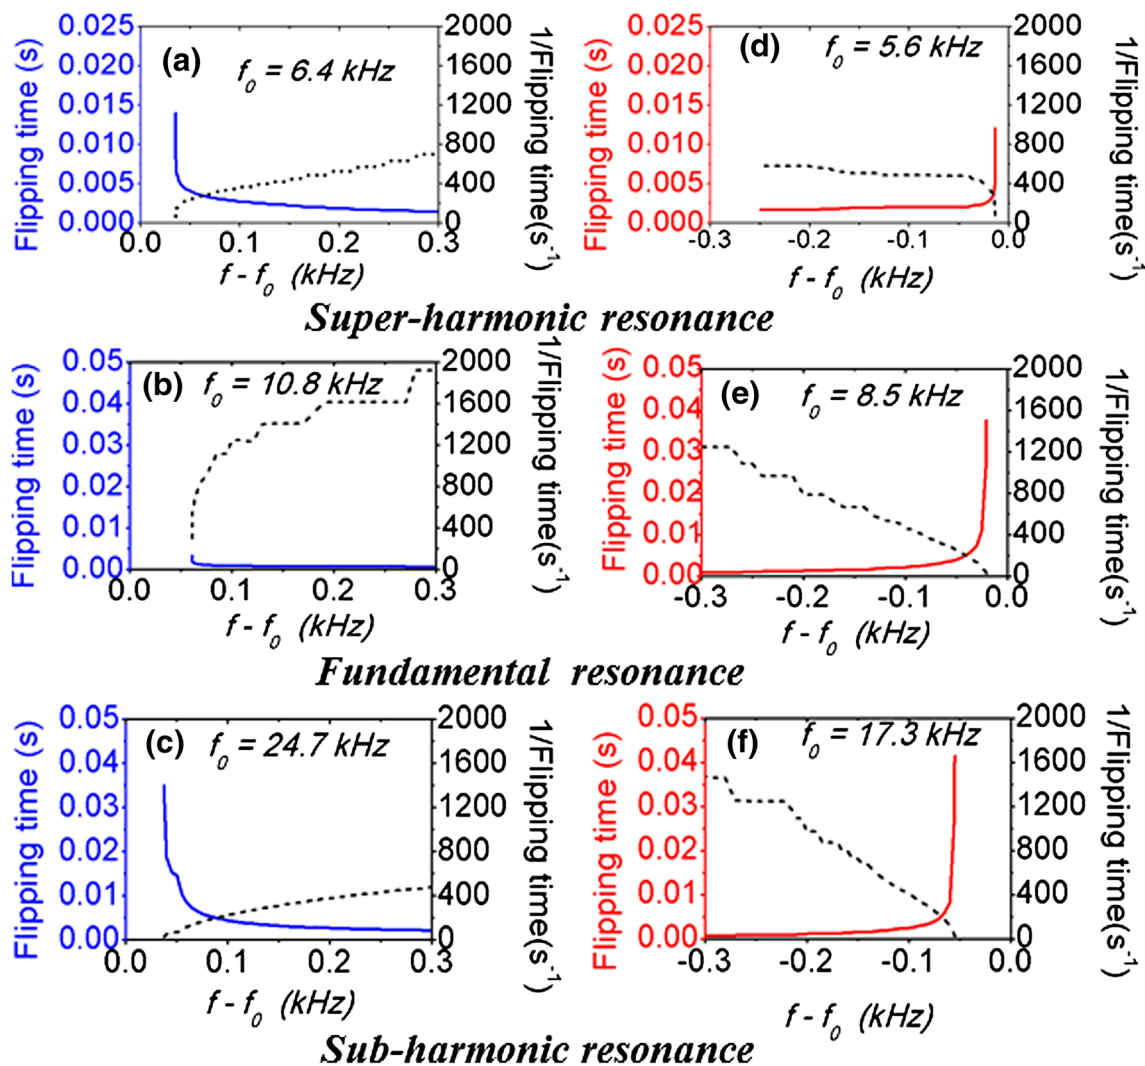 (a)
f₀ = 6.4 kHz
Flipping time (s)
0.025
0.020
0.015
0.010
0.005
0.000
2000
1600
1200
800
400
0
1/Flipping time(s⁻¹)
0.0 0.1 0.2 0.3
f - f₀ (kHz)
(d)
f₀ = 5.6 kHz
Flipping time (s)
0.025
0.020
0.015
0.010
0.005
0.000
2000
1600
1200
800
400
0
1/Flipping time(s⁻¹)
-0.3 -0.2 -0.1 0.0
f - f₀ (kHz)
Super-harmonic resonance
(b)
f₀ = 10.8 kHz
Flipping time (s)
0.05
0.04
0.03
0.02
0.01
0.00
2000
1600
1200
800
400
0
1/Flipping time(s⁻¹)
0.0 0.1 0.2 0.3
f - f₀ (kHz)
(e)
f₀ = 8.5 kHz
Flipping time (s)
0.05
0.04
0.03
0.02
0.01
0.00
2000
1600
1200
800
400
0
1/Flipping time(s⁻¹)
-0.3 -0.2 -0.1 0.0
f - f₀ (kHz)
Fundamental resonance
(c)
f₀ = 24.7 kHz
Flipping time (s)
0.05
0.04
0.03
0.02
0.01
0.00
2000
1600
1200
800
400
0
1/Flipping time(s⁻¹)
0.0 0.1 0.2 0.3
f - f₀ (kHz)
(f)
f₀ = 17.3 kHz
Flipping time (s)
0.05
0.04
0.03
0.02
0.01
0.00
2000
1600
1200
800
400
0
1/Flipping time(s⁻¹)
-0.3 -0.2 -0.1 0.0
f - f₀ (kHz)
Sub-harmonic resonance